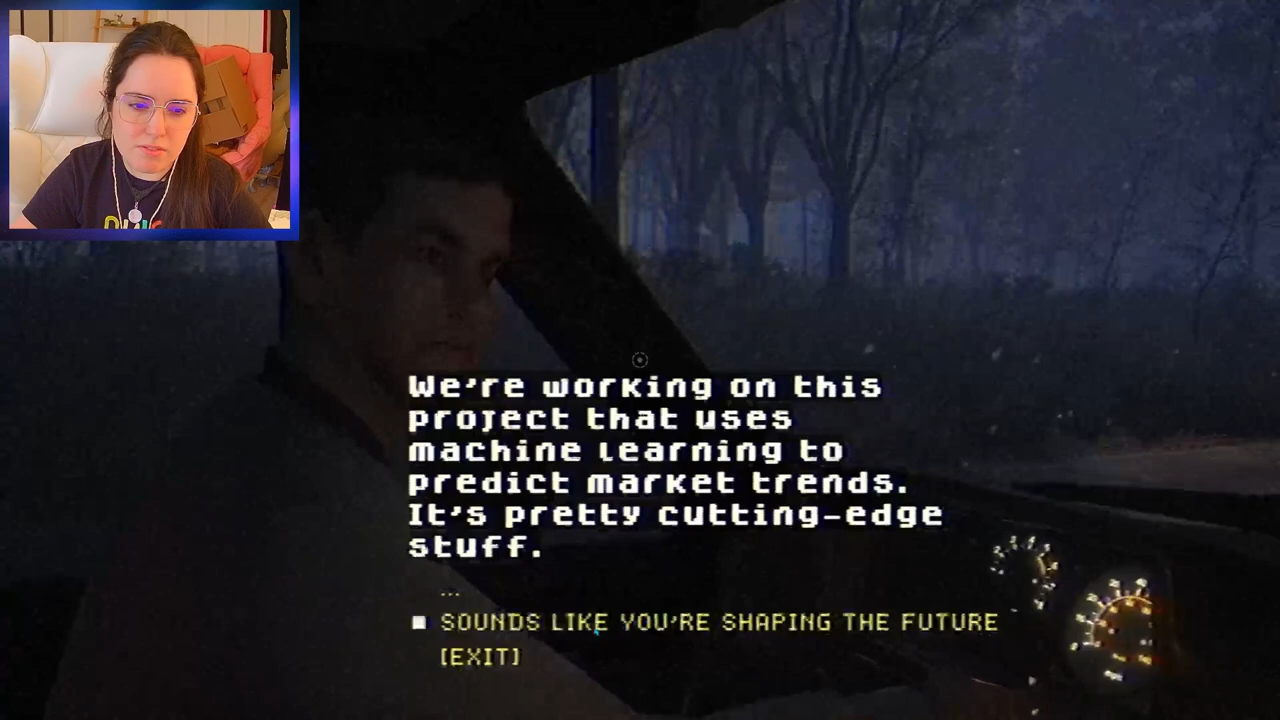 We're working on this
project that uses
machine learning to
predict market trends.
It's pretty cutting-edge
stuff.
...
SOUNDS LIKE YOU'RE SHAPING THE FUTURE
[EXIT]